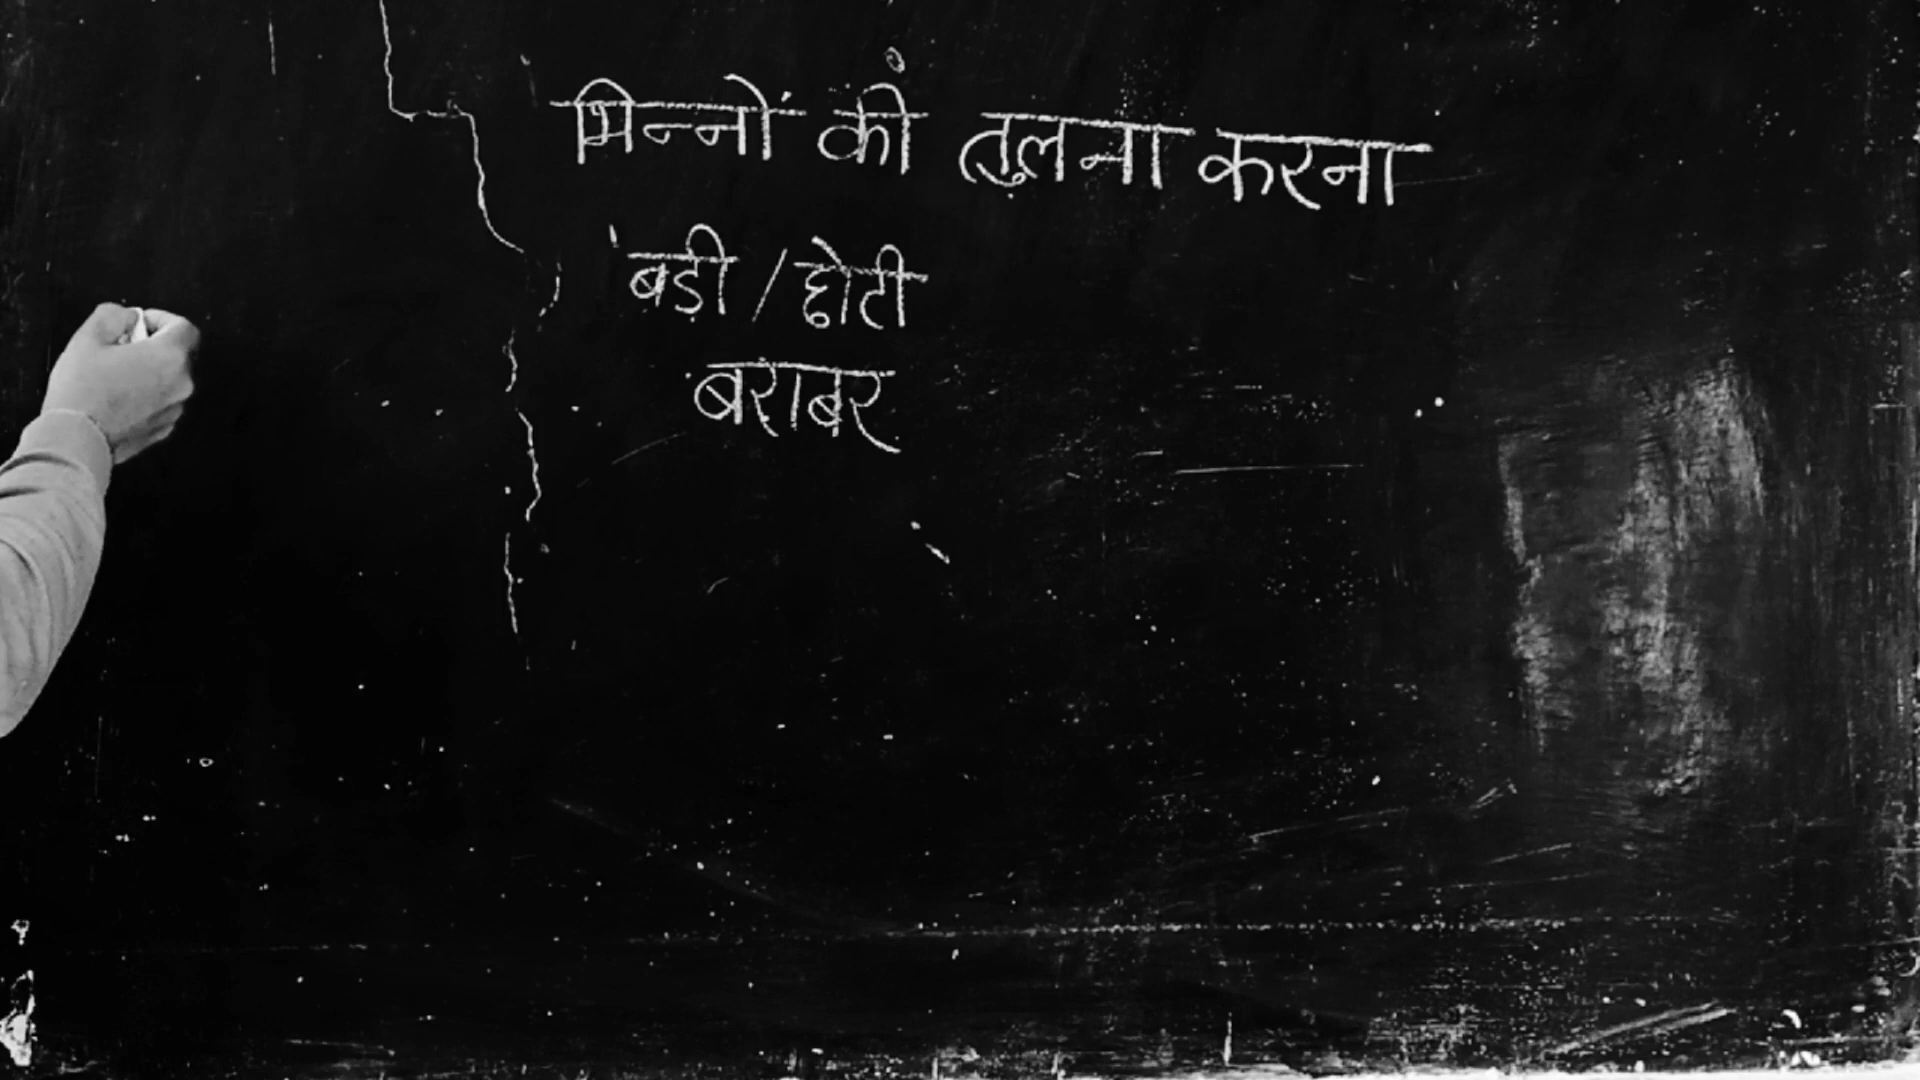 भिन्नों की तुलना करना
बड़ी / छोटी
बराबर